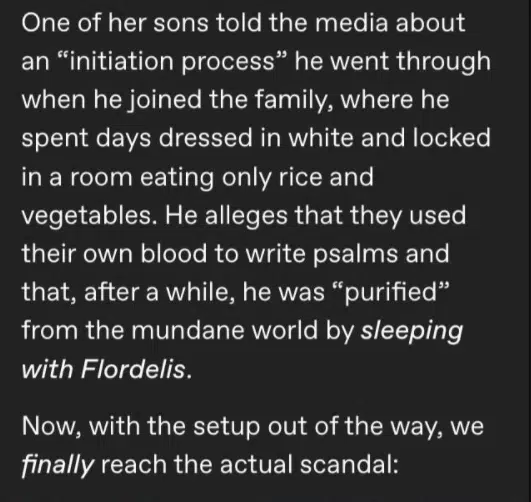 One of her sons told the media about
an “initiation process” he went through
when he joined the family, where he
spent days dressed in white and locked
in a room eating only rice and
vegetables. He alleges that they used
their own blood to write psalms and
that, after a while, he was “purified”
from the mundane world by sleeping
with Flordelis.
Now, with the setup out of the way, we
finally reach the actual scandal: